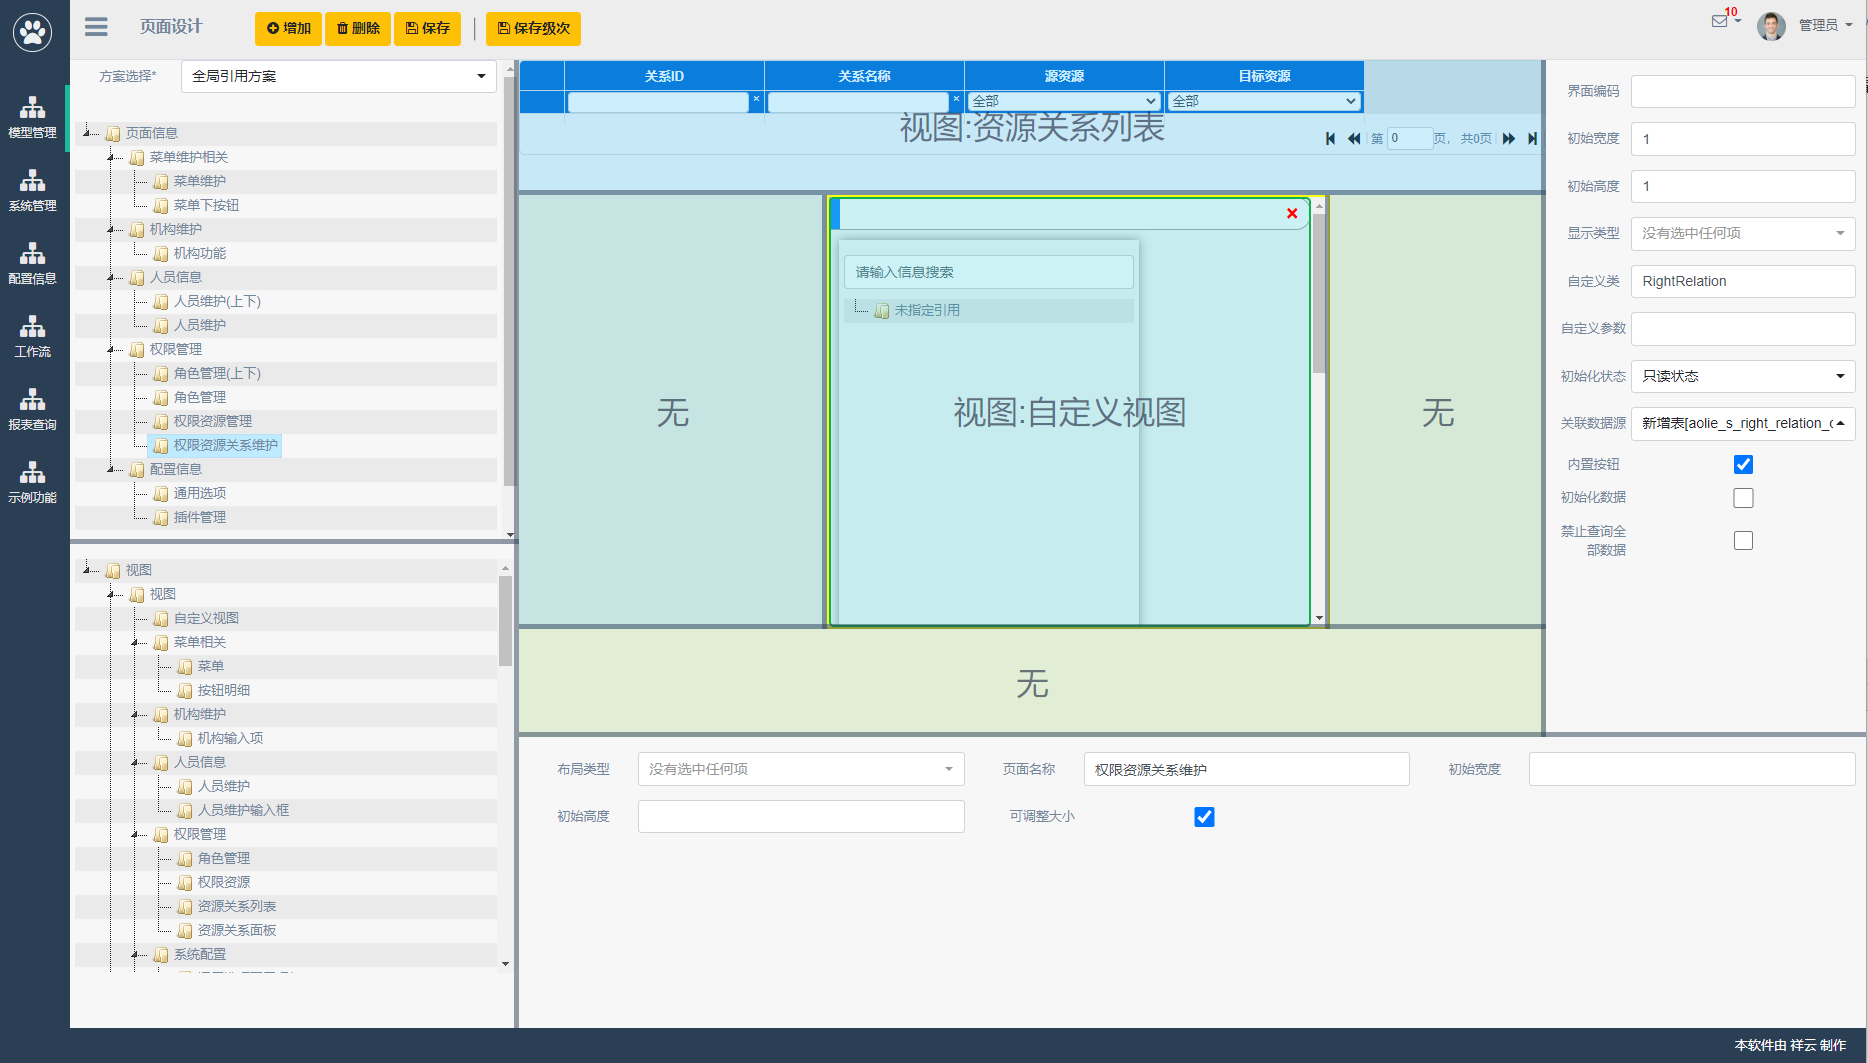 页面设计
增加
删除
保存
保存级次
10
管理员
模型管理
系统管理
配置信息
工作流
报表查询
示例功能
方案选择*
全局引用方案
页面信息
菜单维护相关
菜单维护
菜单下按钮
机构维护
机构功能
人员信息
人员维护(上下)
人员维护
权限管理
角色管理(上下)
角色管理
权限资源管理
权限资源关系维护
配置信息
通用选项
插件管理
视图
视图
自定义视图
菜单相关
菜单
按钮明细
机构维护
机构输入项
人员信息
人员维护
人员维护输入框
权限管理
角色管理
权限资源
资源关系列表
资源关系面板
系统配置
关系ID 关系名称 源资源 目标资源
全部 全部
视图:资源关系列表
第 0 页, 共0页
无
请输入信息搜索
未指定引用
视图:自定义视图
无
无
界面编码
初始宽度 1
初始高度 1
显示类型 没有选中任何项
自定义类 RightRelation
自定义参数
初始化状态 只读状态
关联数据源 新增表[aolie_s_right_relation_
内置按钮
初始化数据
禁止查询全
部数据
布局类型 没有选中任何项 页面名称 权限资源关系维护 初始宽度
初始高度 可调整大小
本软件由 祥云 制作